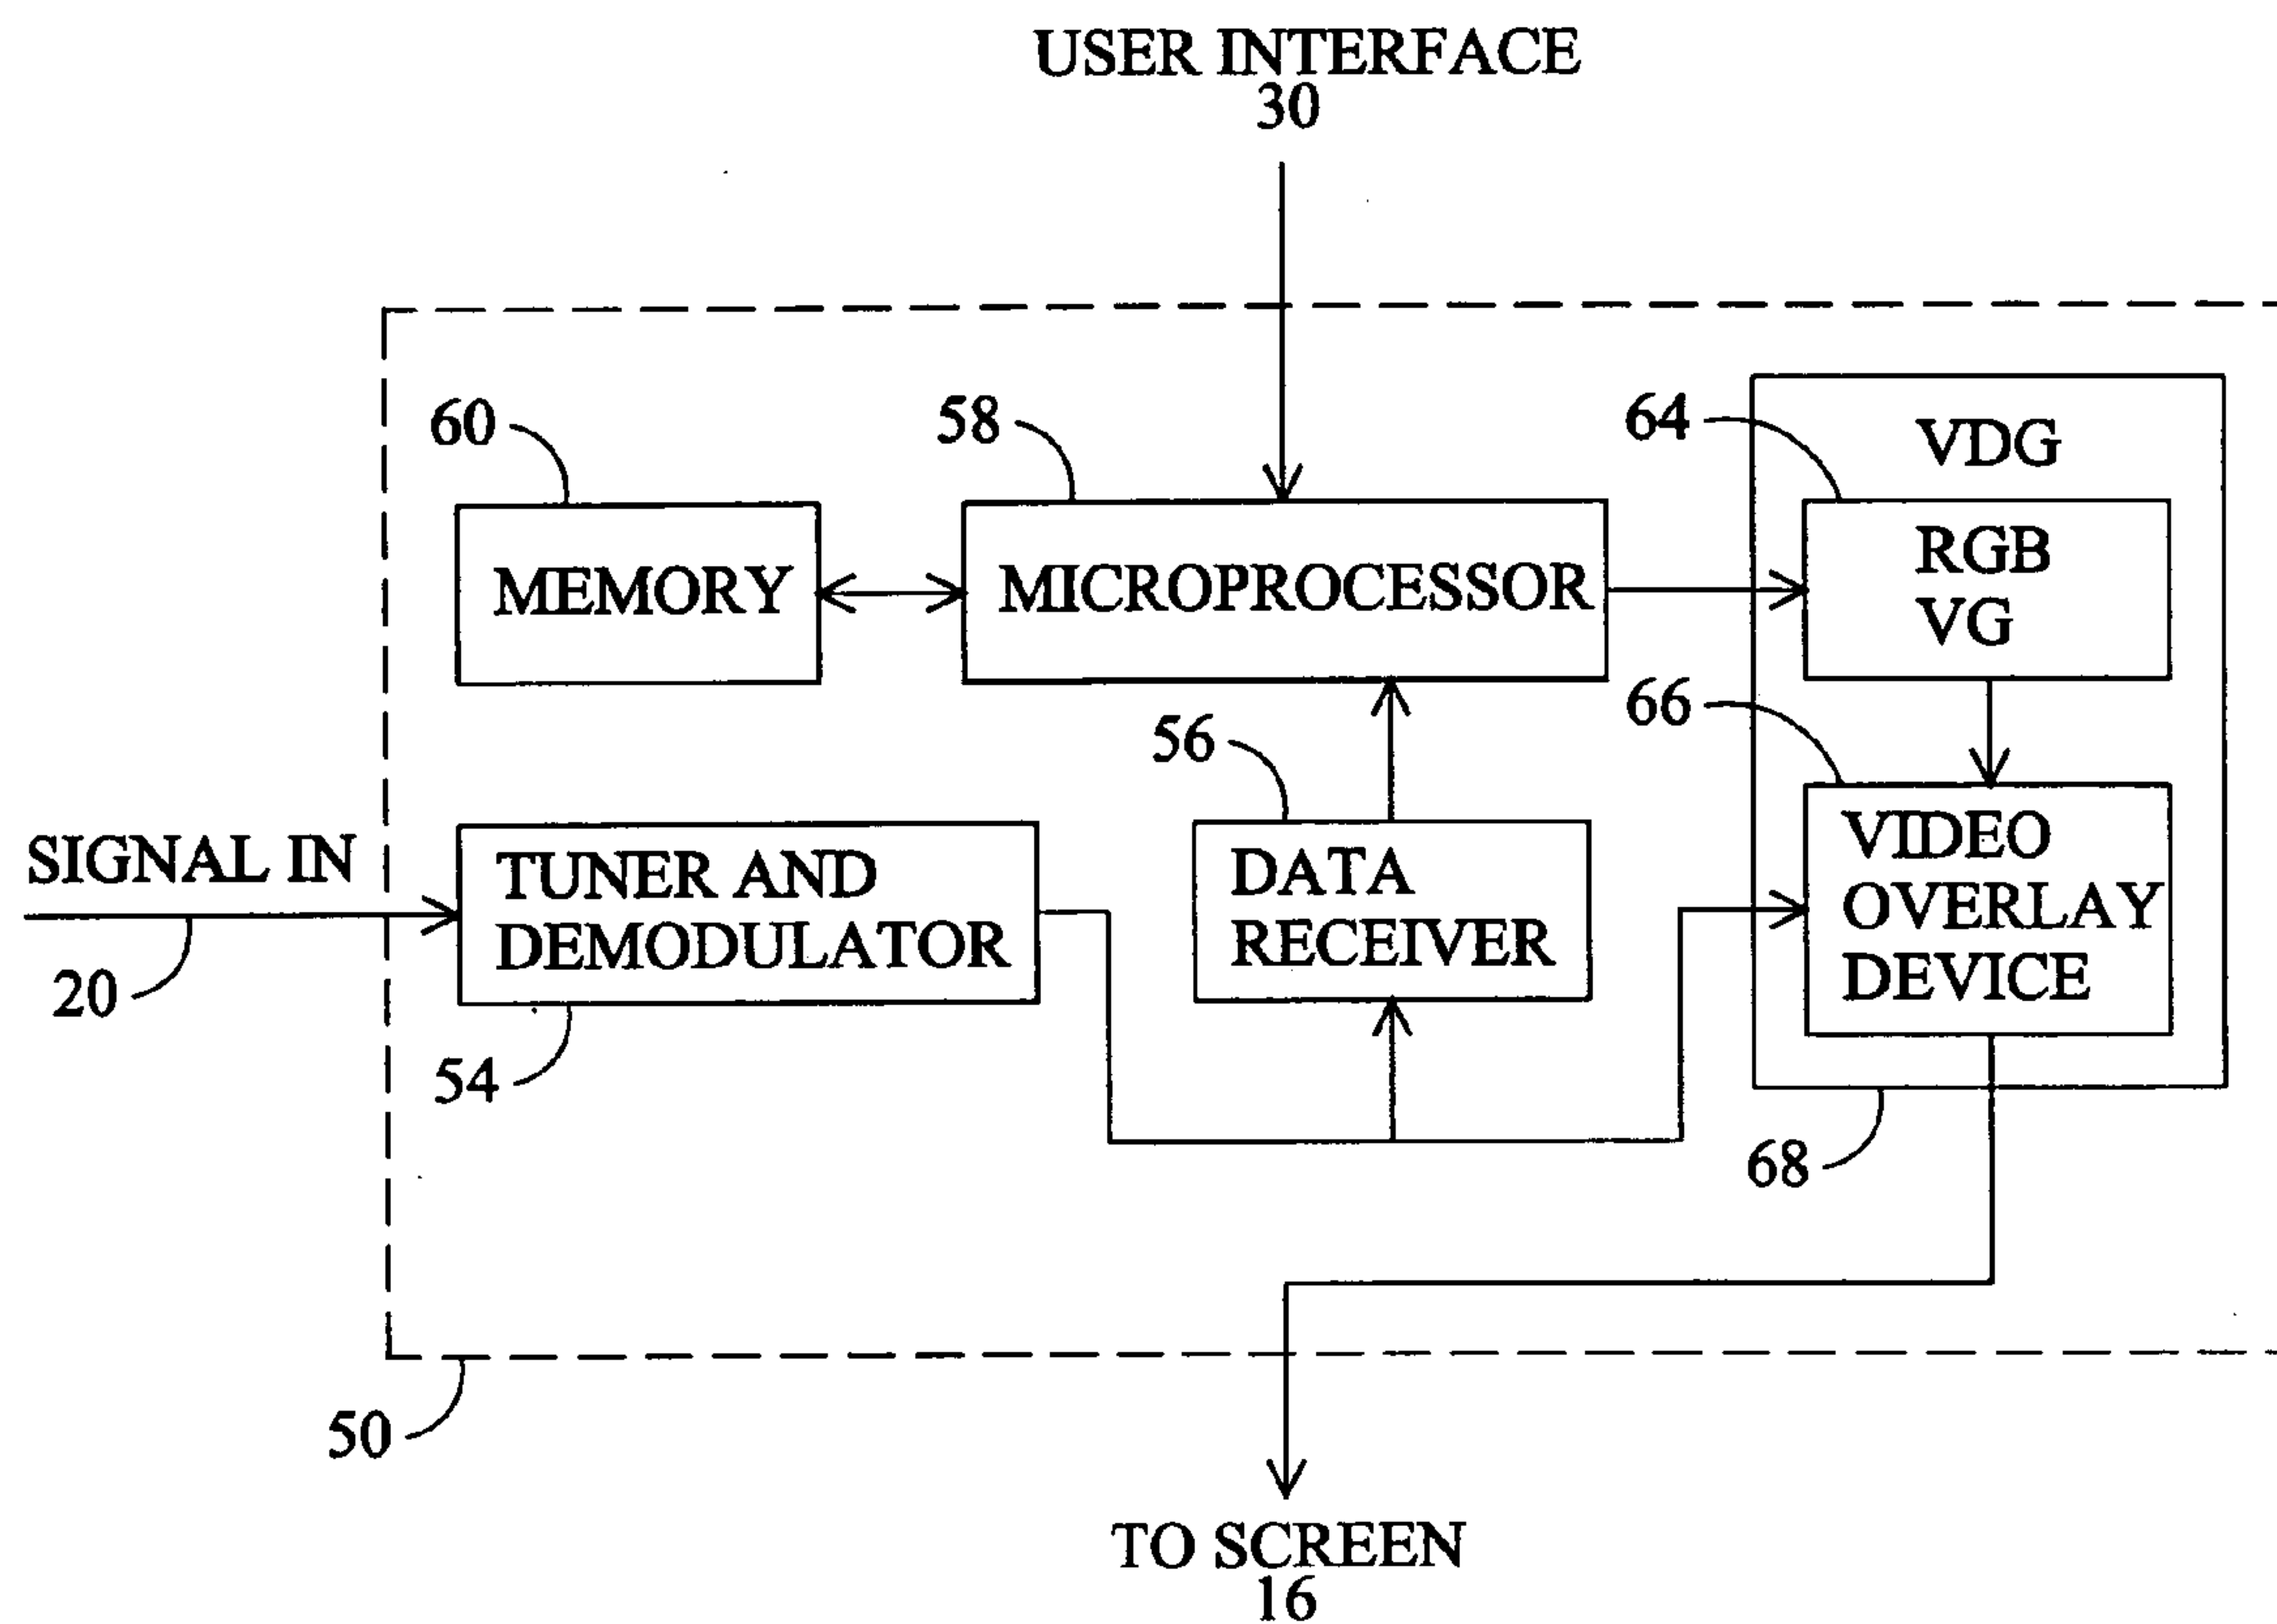 USER INTERFACE
30
60
58
64
VDG
MEMORY
MICROPROCESSOR
RGB
VG
66
56
SIGNAL IN
20
TUNER AND
DEMODULATOR
54
DATA
RECEIVER
VIDEO
OVERLAY
DEVICE
68
50
TO SCREEN
16